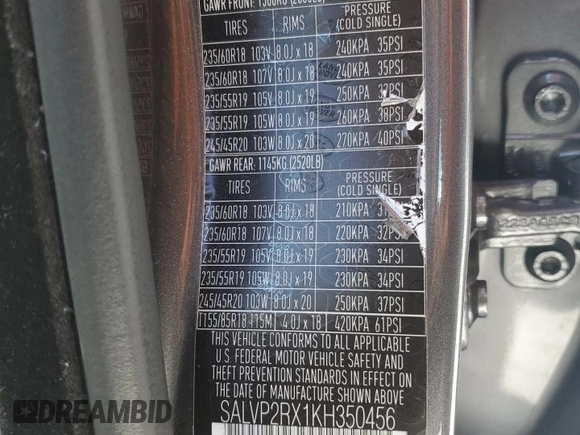 TIRES RIMS PRESSURE (COLD SINGLE)
235/60R18 103V 8.0J x 18 240KPA 35PSI
235/60R18 107V 8.0J x 18 240KPA 35PSI
235/55R19 105V 8.0J x 19 250KPA
235/55R19 105W 8.0J x 19 260KPA 38PSI
245/45R20 103W 8.0J x 20 270KPA 40PSI
GAWR REAR: 1145KG (2520LB)
TIRES RIMS PRESSURE (COLD SINGLE)
235/60R18 103V 8.0J x 18 210KPA
235/60R18 107V 8.0J x 18 220KPA 32PSI
235/55R19 105V 8.0J x 19 230KPA 34PSI
235/55R19 105W 8.0J x 19 230KPA 34PSI
245/45R20 103W 8.0J x 20 250KPA 37PSI
T155/85R18 115M 4.0J x 18 420KPA 61PSI
THIS VEHICLE CONFORMS TO ALL APPLICABLE
U.S. FEDERAL MOTOR VEHICLE SAFETY AND
THEFT PREVENTION STANDARDS IN EFFECT ON THE
DATE OF MANUFACTURE SHOWN ABOVE
SALVP2RX1KH350456
DEALERS
AUCTION
.COM